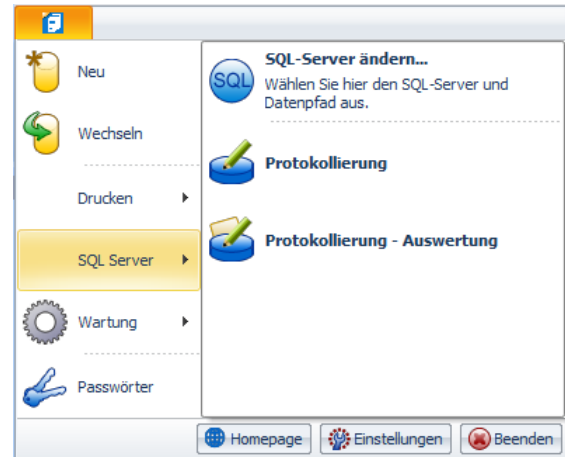 Neu
Wechseln
Drucken
SQL Server
Wartung
Passwörter
SQL
SQL-Server ändern...
Wählen Sie hier den SQL-Server und
Datenpfad aus.
Protokollierung
Protokollierung - Auswertung
Homepage
Einstellungen
Beenden